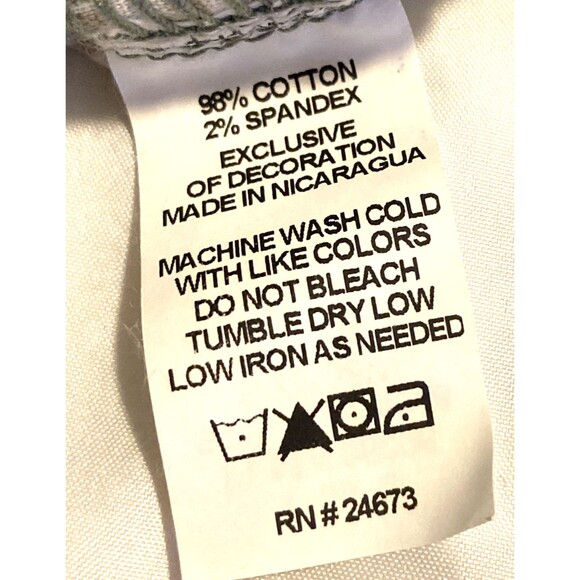 98% COTTON
2% SPANDEX
EXCLUSIVE
OF DECORATION
MADE IN NICARAGUA
MACHINE WASH COLD
WITH LIKE COLORS
DO NOT BLEACH
TUMBLE DRY LOW
LOW IRON AS NEEDED
RN # 24673